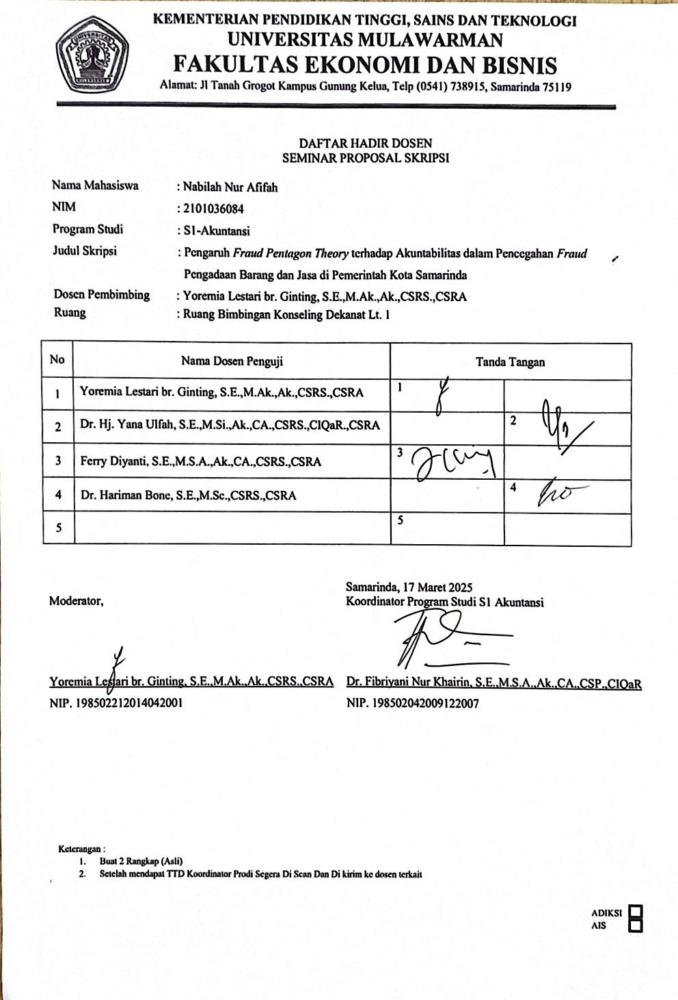 KEMENTERIAN PENDIDIKAN TINGGI, SAINS DAN TEKNOLOGI
UNIVERSITAS MULAWARMAN
FAKULTAS EKONOMI DAN BISNIS
Alamat: Jl Tanah Grogot Kampus Gunung Kelua, Telp (0541) 738915, Samarinda 75119
UNIVERSITAS
MULAWARMAN
DAFTAR HADIR DOSEN
SEMINAR PROPOSAL SKRIPSI
Nama Mahasiswa : Nabilah Nur Afifah
NIM : 2101036084
Program Studi : S1-Akuntansi
Judul Skripsi : Pengaruh Fraud Pentagon Theory terhadap Akuntabilitas dalam Pencegahan Fraud
Pengadaan Barang dan Jasa di Pemerintah Kota Samarinda
Dosen Pembimbing : Yoremia Lestari br. Ginting, S.E.,M.Ak.,Ak.,CSRS.,CSRA
Ruang : Ruang Bimbingan Konseling Dekanat Lt. 1
No Nama Dosen Penguji Tanda Tangan
1 Yoremia Lestari br. Ginting, S.E.,M.Ak.,Ak.,CSRS.,CSRA 1
2 Dr. Hj. Yana Ulfah, S.E.,M.Si.,Ak.,CA.,CSRS.,CIQaR.,CSRA 2
3 Ferry Diyanti, S.E.,M.S.A.,Ak.,CA.,CSRS.,CSRA 3
4 Dr. Hariman Bone, S.E.,M.Sc.,CSRS.,CSRA 4
5 5
Samarinda, 17 Maret 2025
Moderator, Koordinator Program Studi S1 Akuntansi
Yoremia Lestari br. Ginting, S.E.,M.Ak.,Ak.,CSRS.,CSRA Dr. Fibriyani Nur Khairin, S.E.,M.S.A.,Ak.,CA.,CSP.,CIQaR
NIP. 198502212014042001 NIP. 198502042009122007
Keterangan :
1. Buat 2 Rangkap (Asli)
2. Setelah mendapat TTD Koordinator Prodi Segera Di Scan Dan Di kirim ke dosen terkait
ADIKSI
AIS